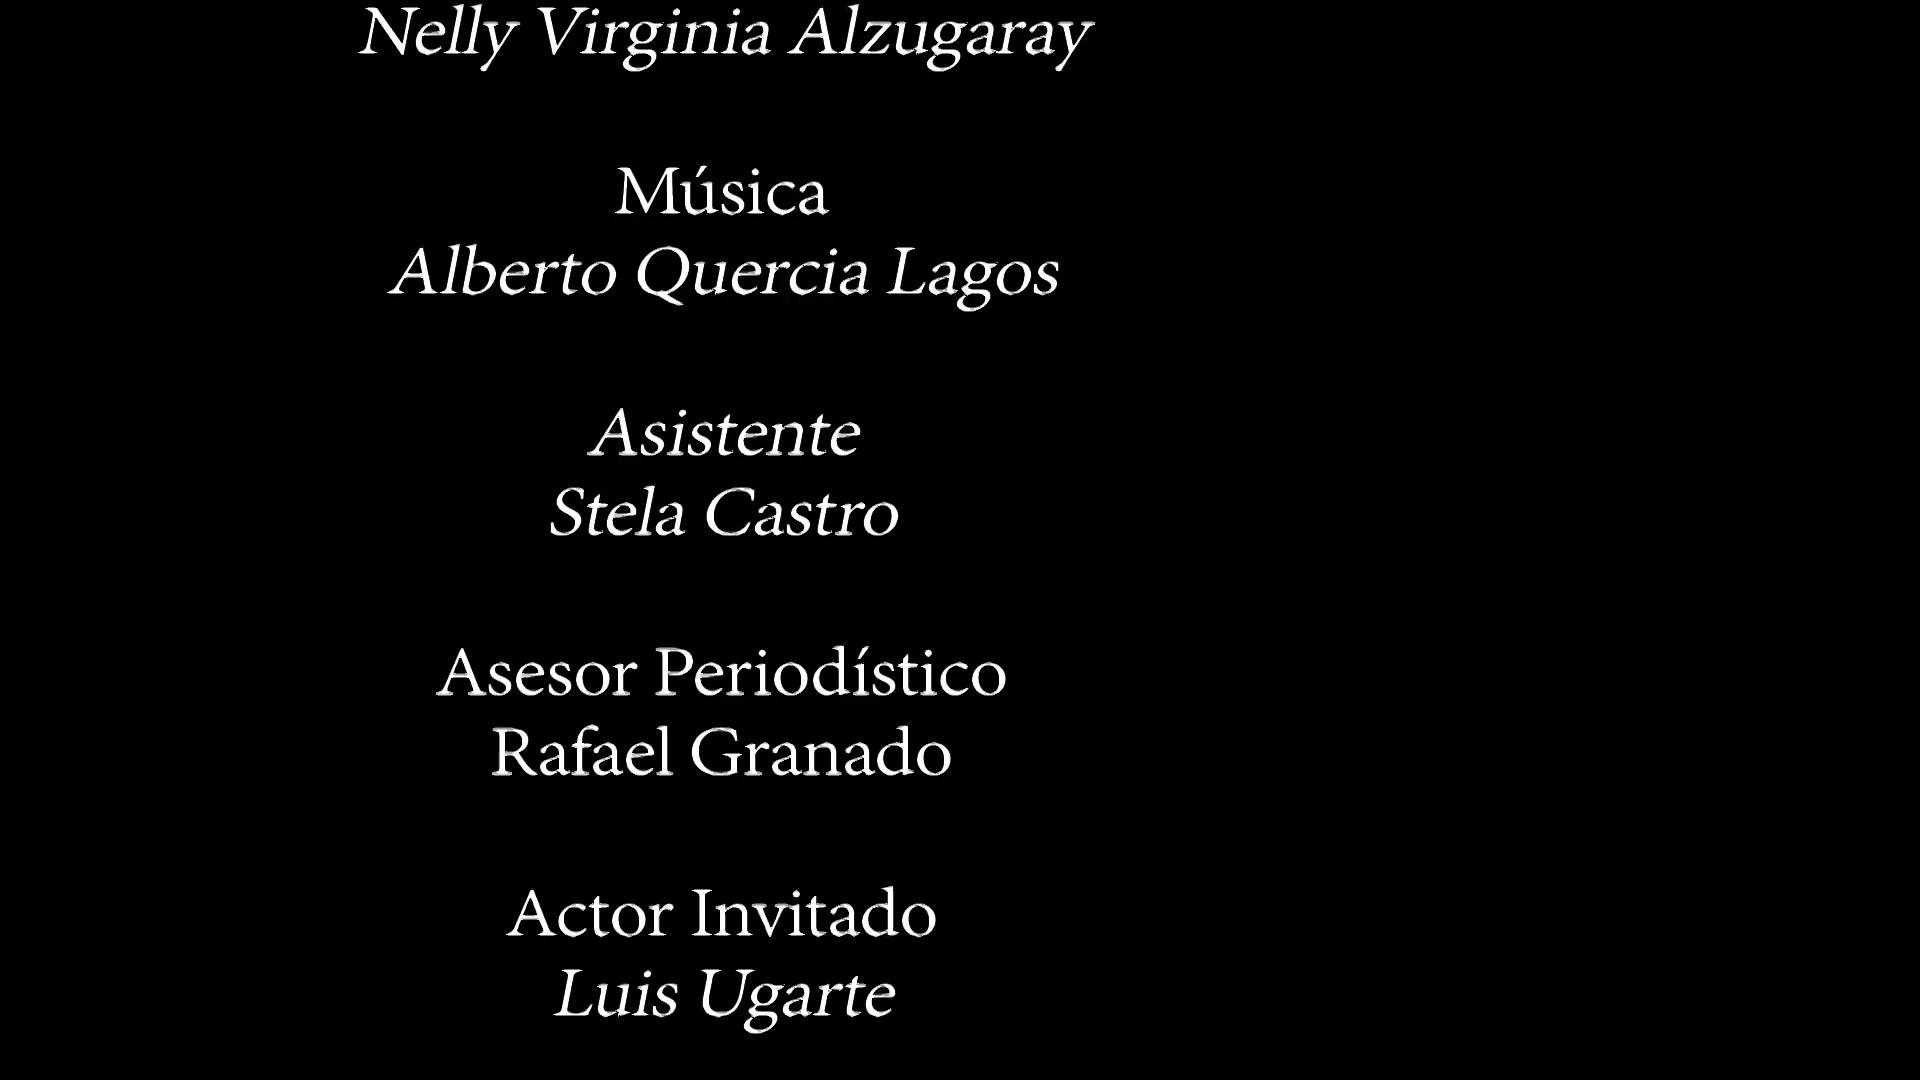 Nelly Virginia Alzugaray
Música
Alberto Quercia Lagos
Asistente
Stela Castro
Asesor Periodístico
Rafael Granado
Actor Invitado
Luis Ugarte